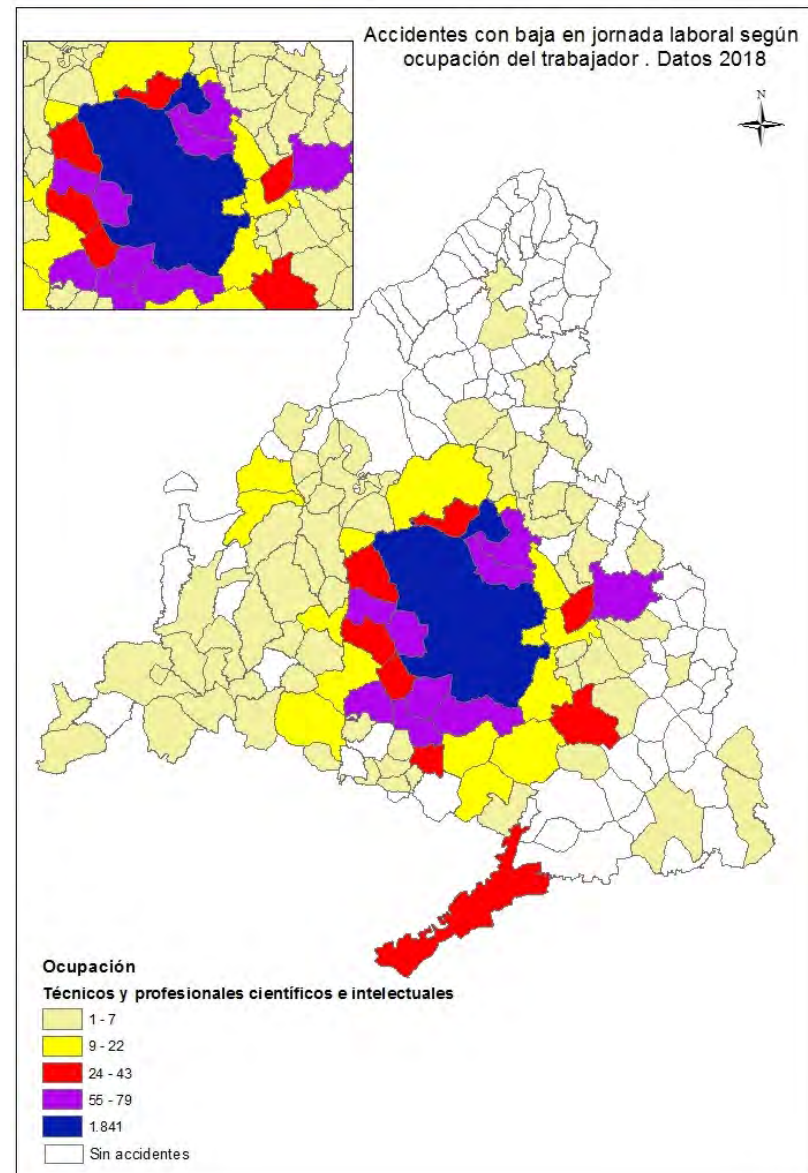 Accidentes con baja en jornada laboral según
ocupación del trabajador . Datos 2018
N
Ocupación
Técnicos y profesionales científicos e intelectuales
1 - 7
9 - 22
24 - 43
55 - 79
1.841
Sin accidentes